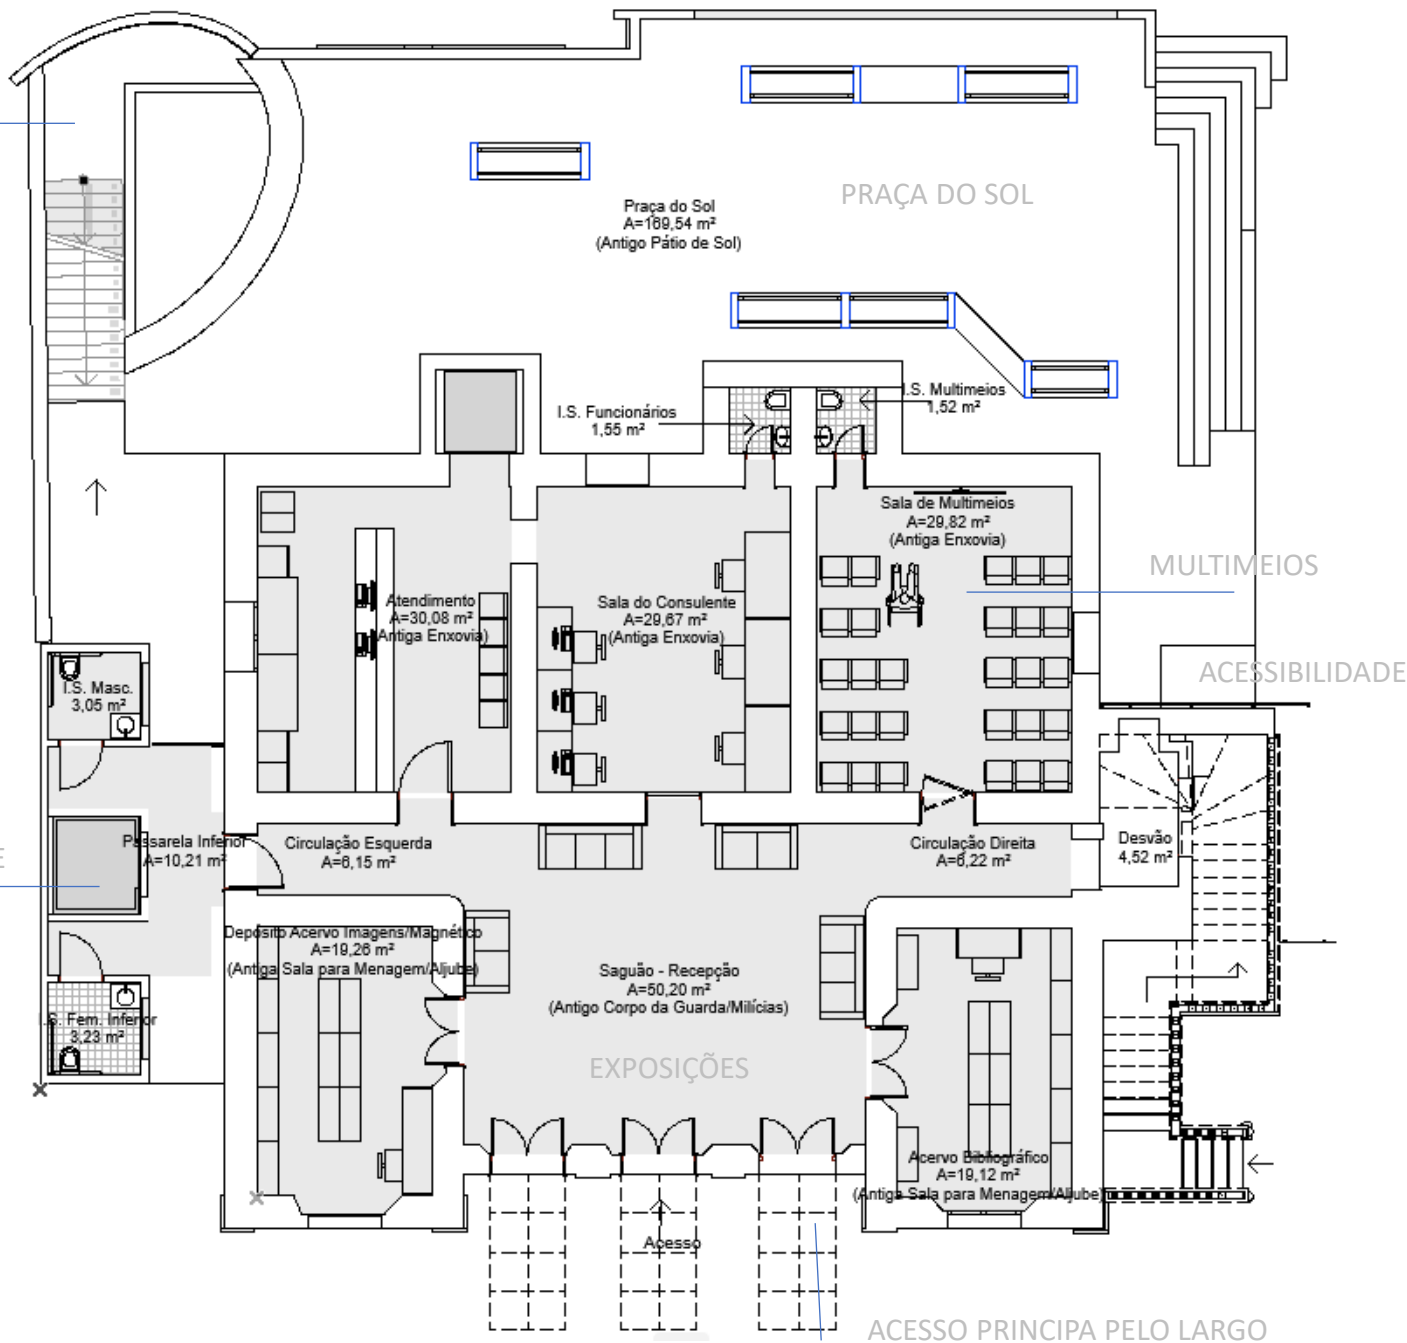 PRAÇA DO SOL
Praça do Sol
A=169,54 m²
(Antigo Pátio de Sol)
I.S. Multimeios
1,52 m²
I.S. Funcionários
1,55 m²
Sala de Multimeios
A=29,82 m²
(Antiga Enxovia)
MULTIMEIOS
Atendimento
A=30,08 m²
(Antiga Enxovia)
Sala do Consulente
A=29,67 m²
(Antiga Enxovia)
ACESSIBILIDADE
I.S. Masc.
3,05 m²
Passarela Inferior
A=10,21 m²
E
Circulação Esquerda
A=6,15 m²
Circulação Direita
A=6,22 m²
Desvão
4,52 m²
Depósito Acervo Imagens/Magnético
A=19,26 m²
(Antiga Sala para Menagem/Aljube)
Saguão - Recepção
A=50,20 m²
(Antigo Corpo da Guarda/Milícias)
I.S. Fem. Inferior
3,23 m²
EXPOSIÇÕES
Acervo Bibliográfico
A=19,12 m²
(Antiga Sala para Menagem/Aljube)
Acesso
ACESSO PRINCIPA PELO LARGO